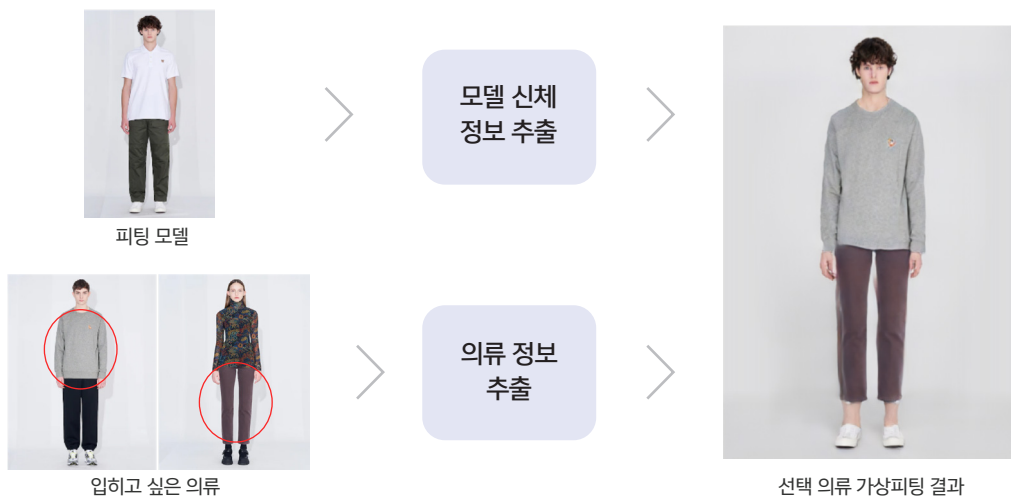 모델 신체
정보 추출
피팅 모델
의류 정보
추출
입히고 싶은 의류
선택 의류 가상피팅 결과